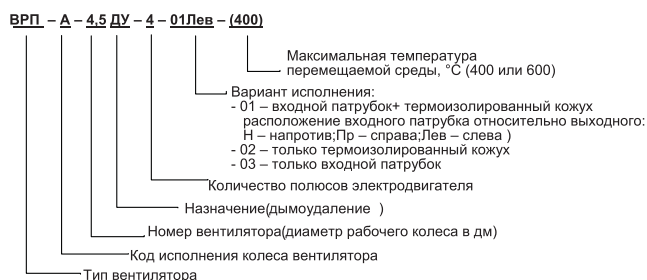 ВРП – А – 4,5 ДУ – 4 – 01Лев – (400)
Максимальная температура
перемещаемой среды, °С (400 или 600)
Вариант исполнения:
- 01 – входной патрубок+ термоизолированный кожух
расположение входного патрубка относительно выходного:
Н – напротив;Пр – справа;Лев – слева )
- 02 – только термоизолированный кожух
- 03 – только входной патрубок
Количество полюсов электродвигателя
Назначение(дымоудаление )
Номер вентилятора(диаметр рабочего колеса в дм)
Код исполнения колеса вентилятора
Тип вентилятора